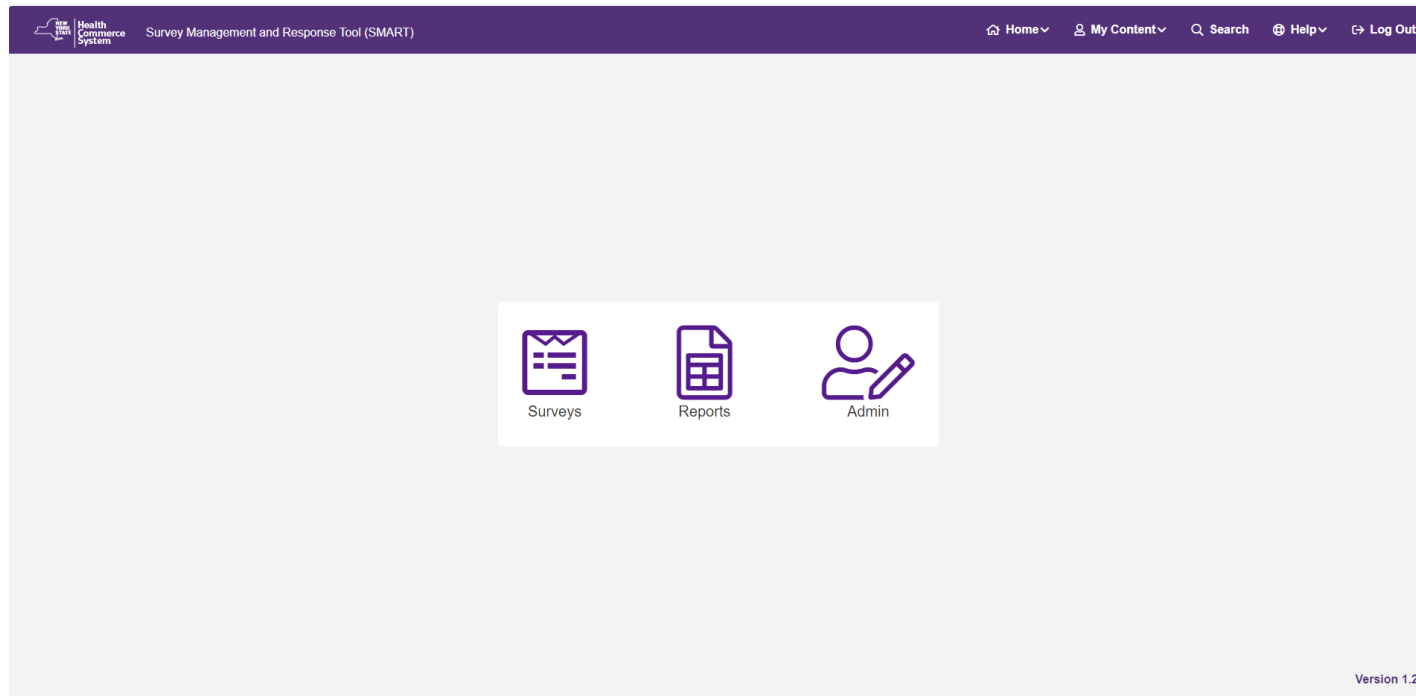 NEW
YORK
STATE
Health
Commerce
System
Survey Management and Response Tool (SMART)
Home
My Content
Search
Help
Log Out
Surveys
Reports
Admin
Version 1.2